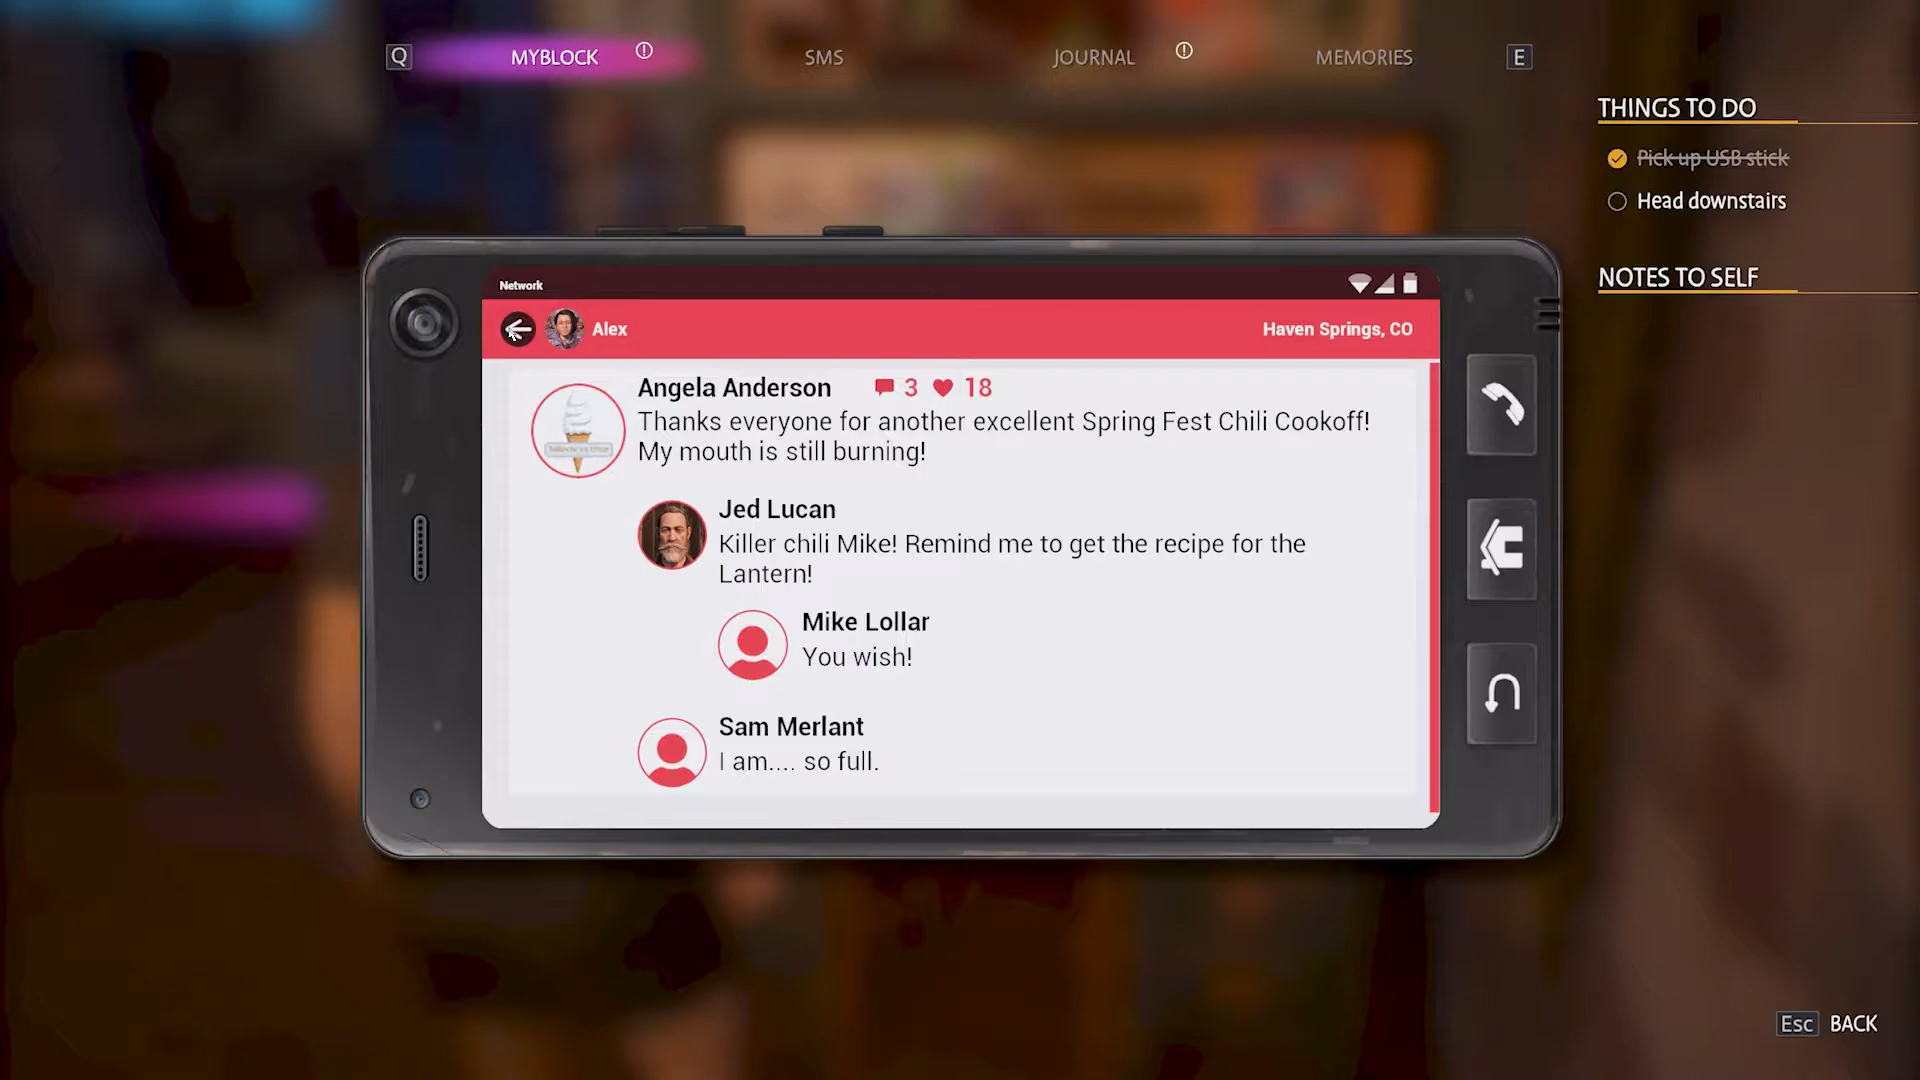 Q
MYBLOCK
SMS
JOURNAL
MEMORIES
E
THINGS TO DO
Pick up USB stick
Head downstairs
NOTES TO SELF
Network
Alex
Haven Springs, CO
Angela Anderson 3 18
Thanks everyone for another excellent Spring Fest Chili Cookoff!
My mouth is still burning!
Jed Lucan
Killer chili Mike! Remind me to get the recipe for the
Lantern!
Mike Lollar
You wish!
Sam Merlant
I am.... so full.
Esc BACK